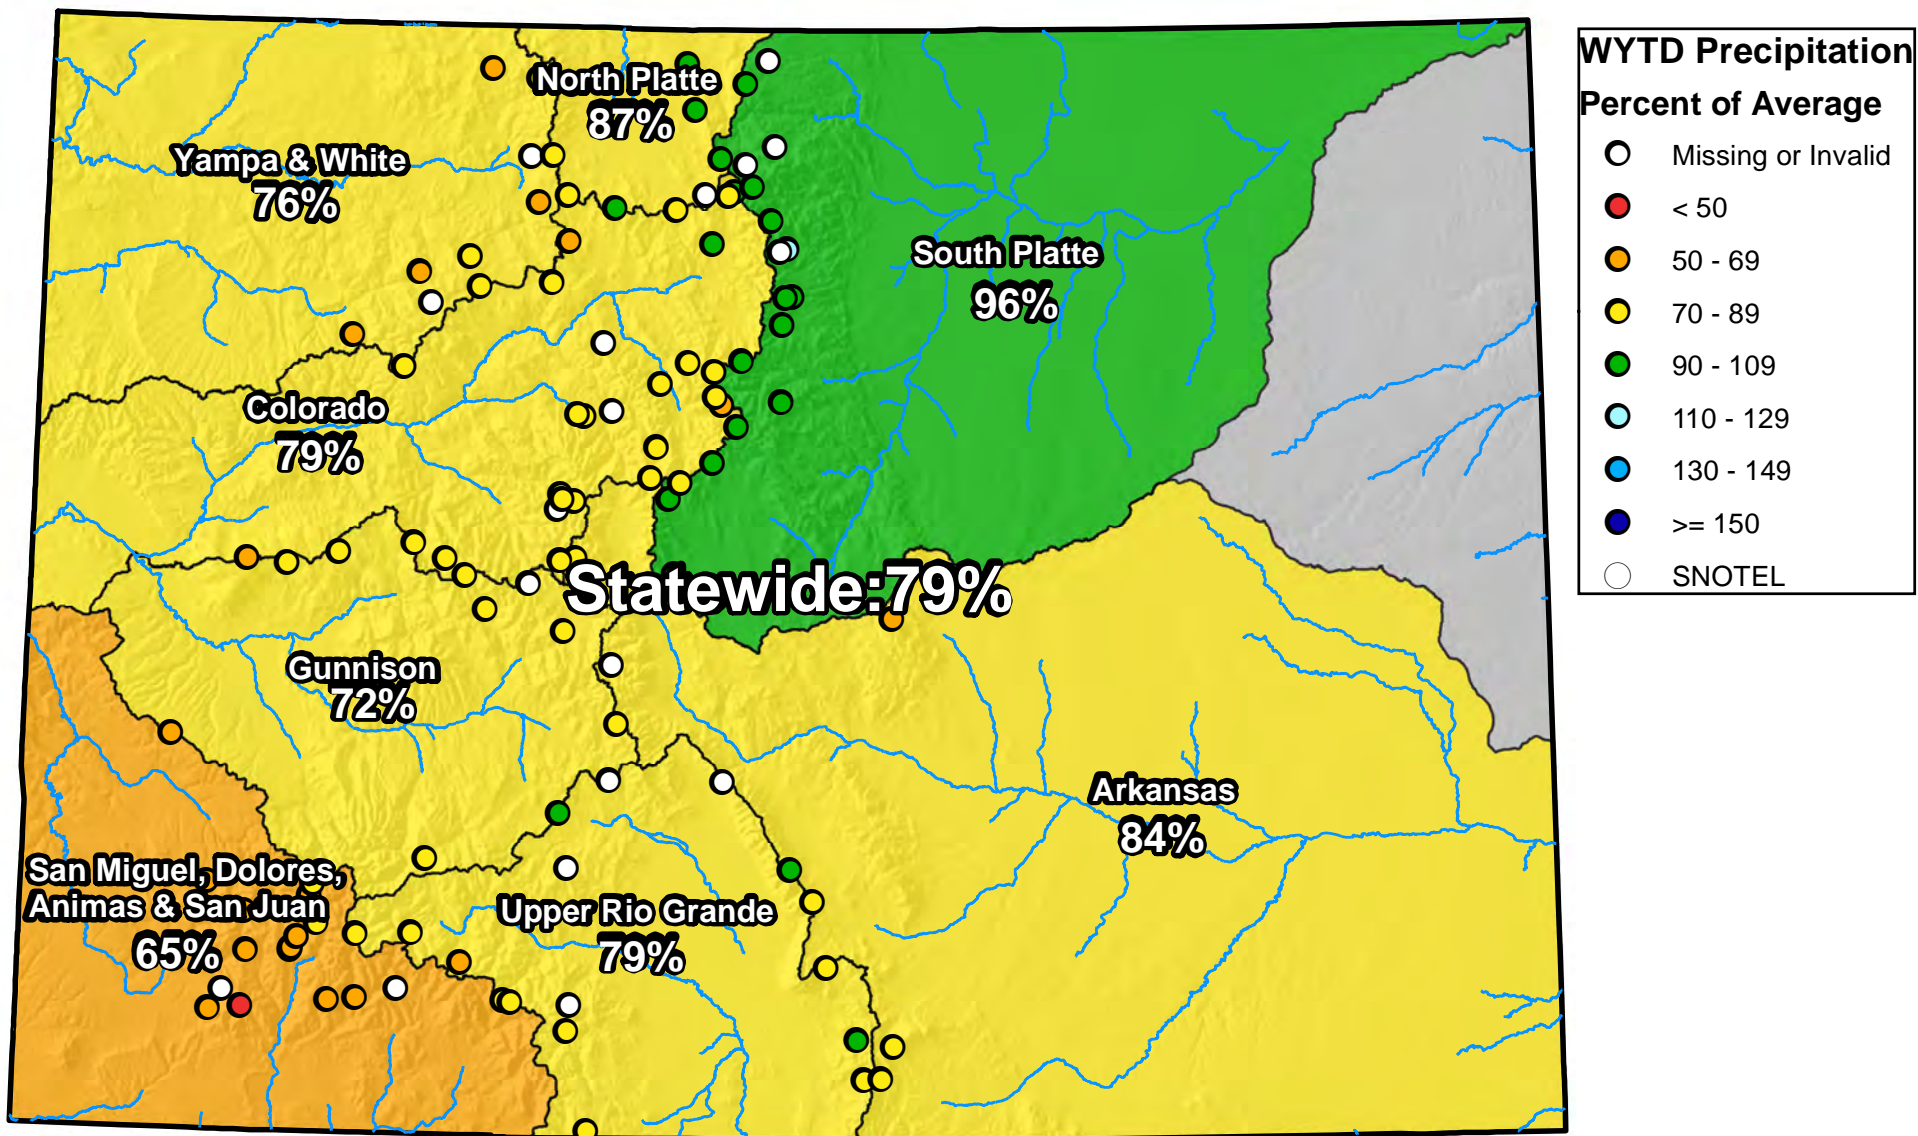 North Platte
87%
Yampa & White
76%
South Platte
96%
Colorado
79%
Statewide:79%
Gunnison
72%
Arkansas
84%
San Miguel, Dolores,
Animas & San Juan
65%
Upper Rio Grande
79%
WYTD Precipitation
Percent of Average
Missing or Invalid
< 50
50 - 69
70 - 89
90 - 109
110 - 129
130 - 149
>= 150
SNOTEL